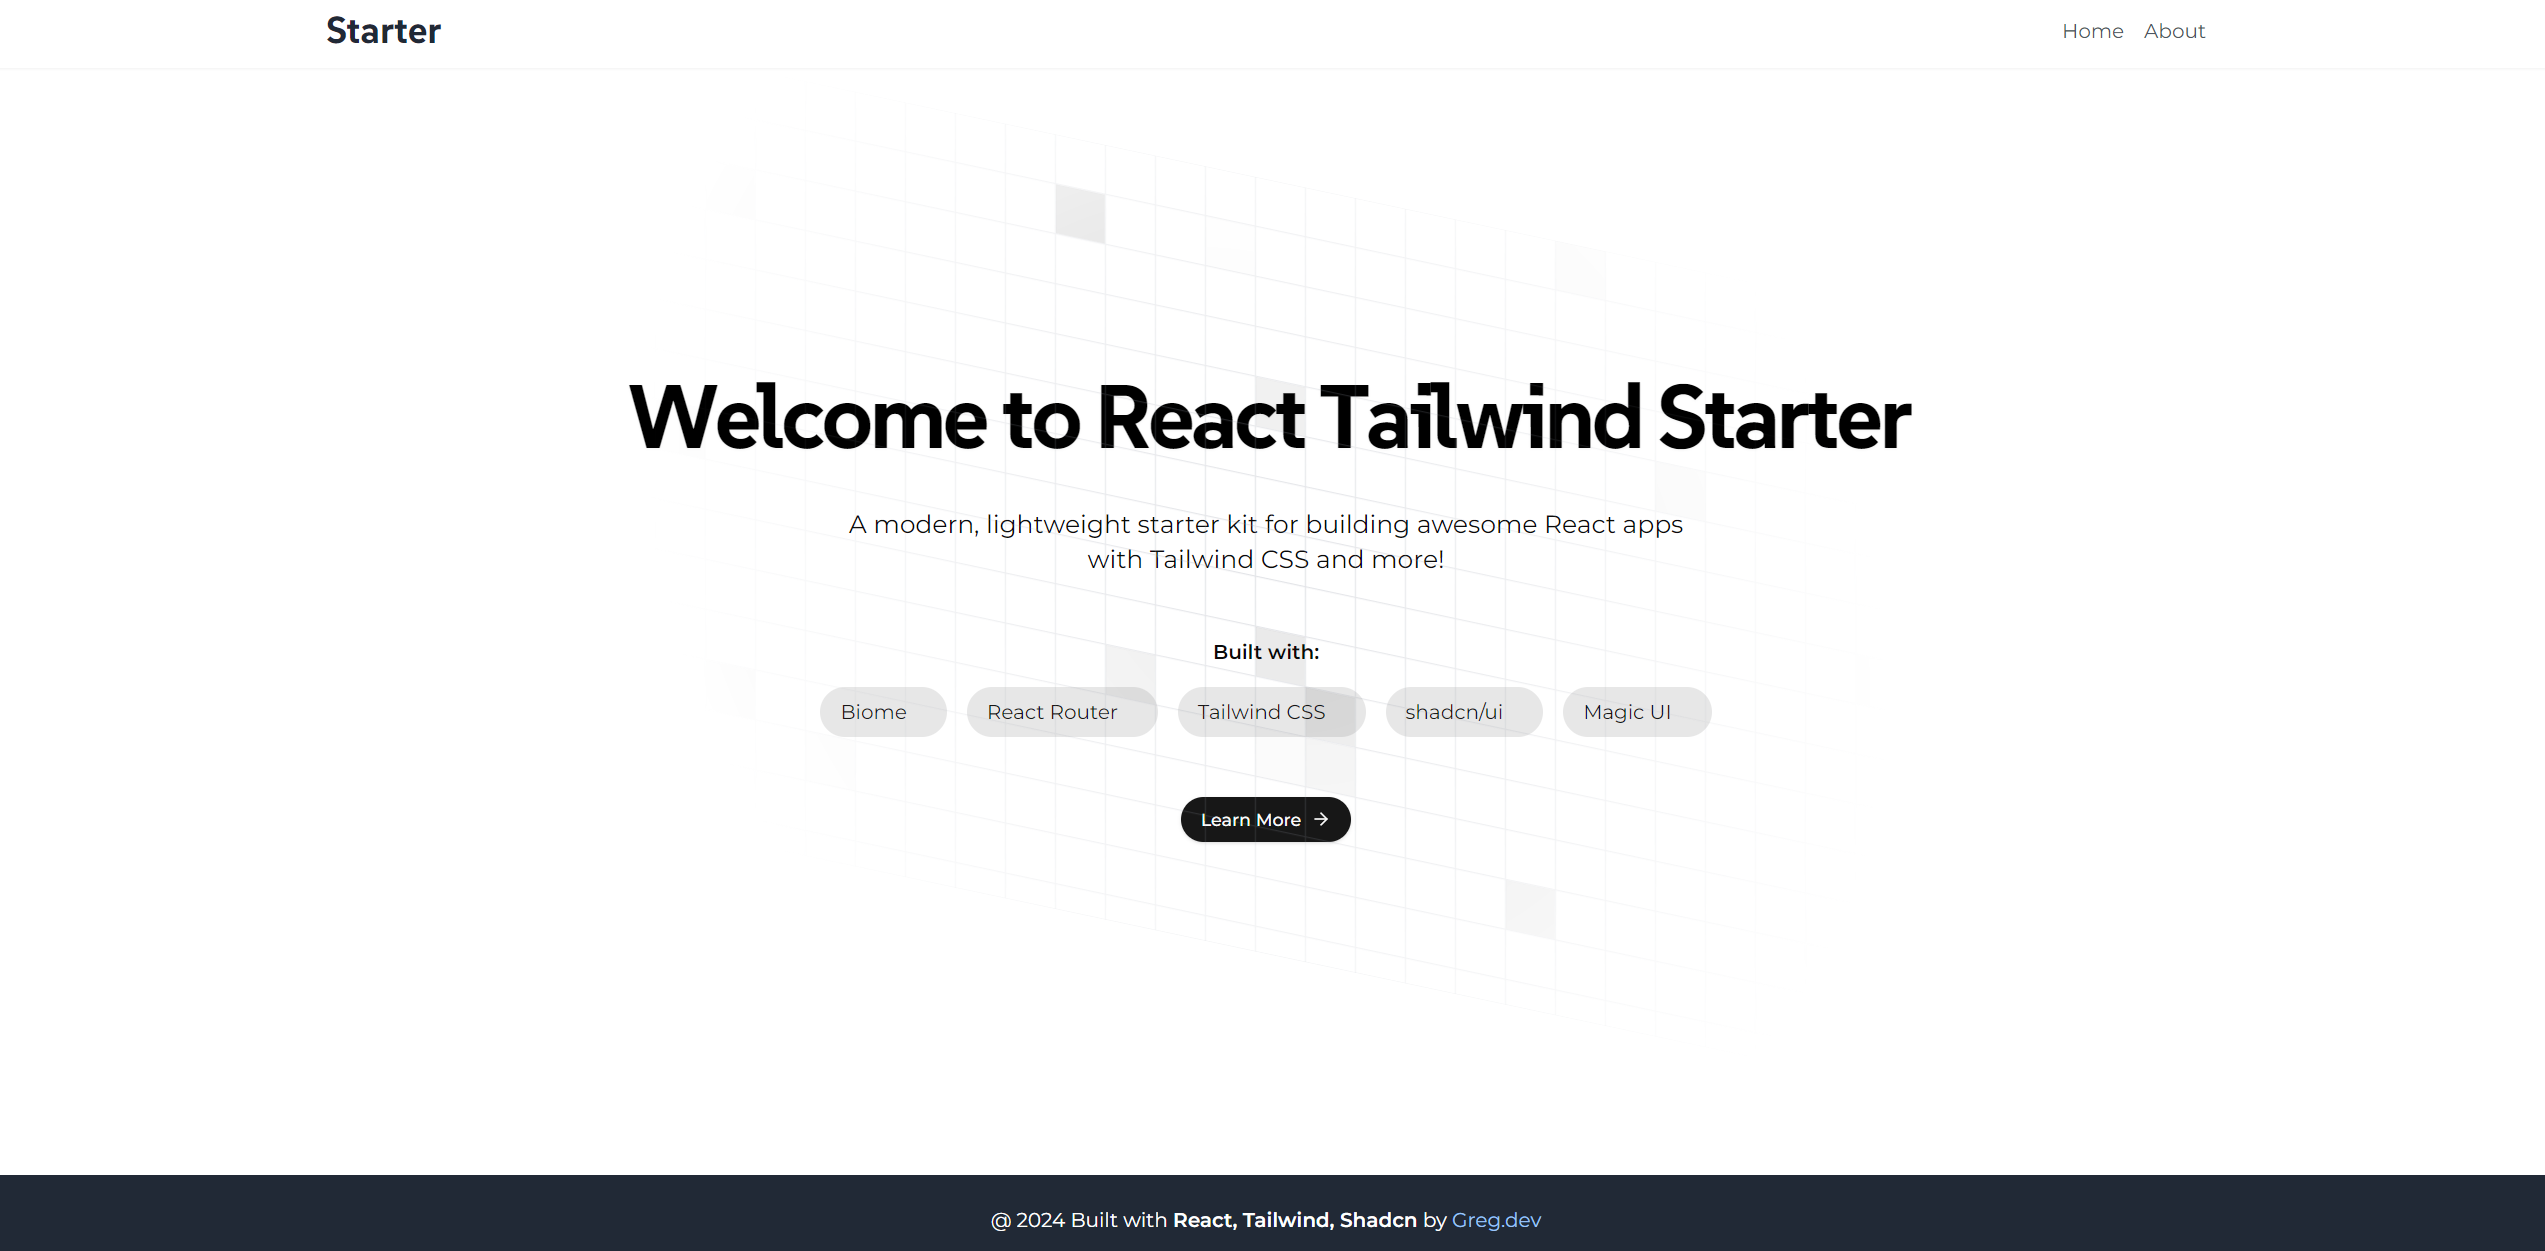 Starter
Home About
Welcome to React Tailwind Starter
A modern, lightweight starter kit for building awesome React apps
with Tailwind CSS and more!
Built with:
Biome React Router Tailwind CSS shadcn/ui Magic UI
Learn More →
@ 2024 Built with React, Tailwind, Shadcn by Greg.dev